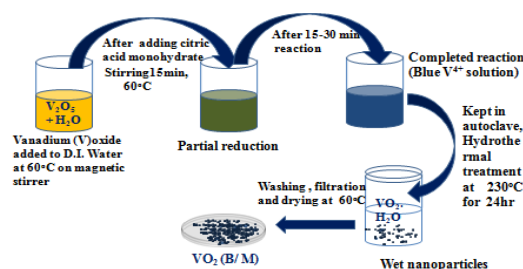 After adding citric
acid monohydrate
Stirring15min,
60°C
After 15-30 min
reaction
Completed reaction
(Blue V4+ solution)
V₂O₅
+ H₂O
Vanadium (V)oxide
added to D.I. Water
at 60°C on magnetic
stirrer
Partial reduction
Kept in
autoclave,
Hydrothe
rmal
treatment
at 230°C
for 24hr
Washing , filtration
and drying at 60°C
VO₂.
H₂O
VO₂ (B/ M)
Wet nanoparticles